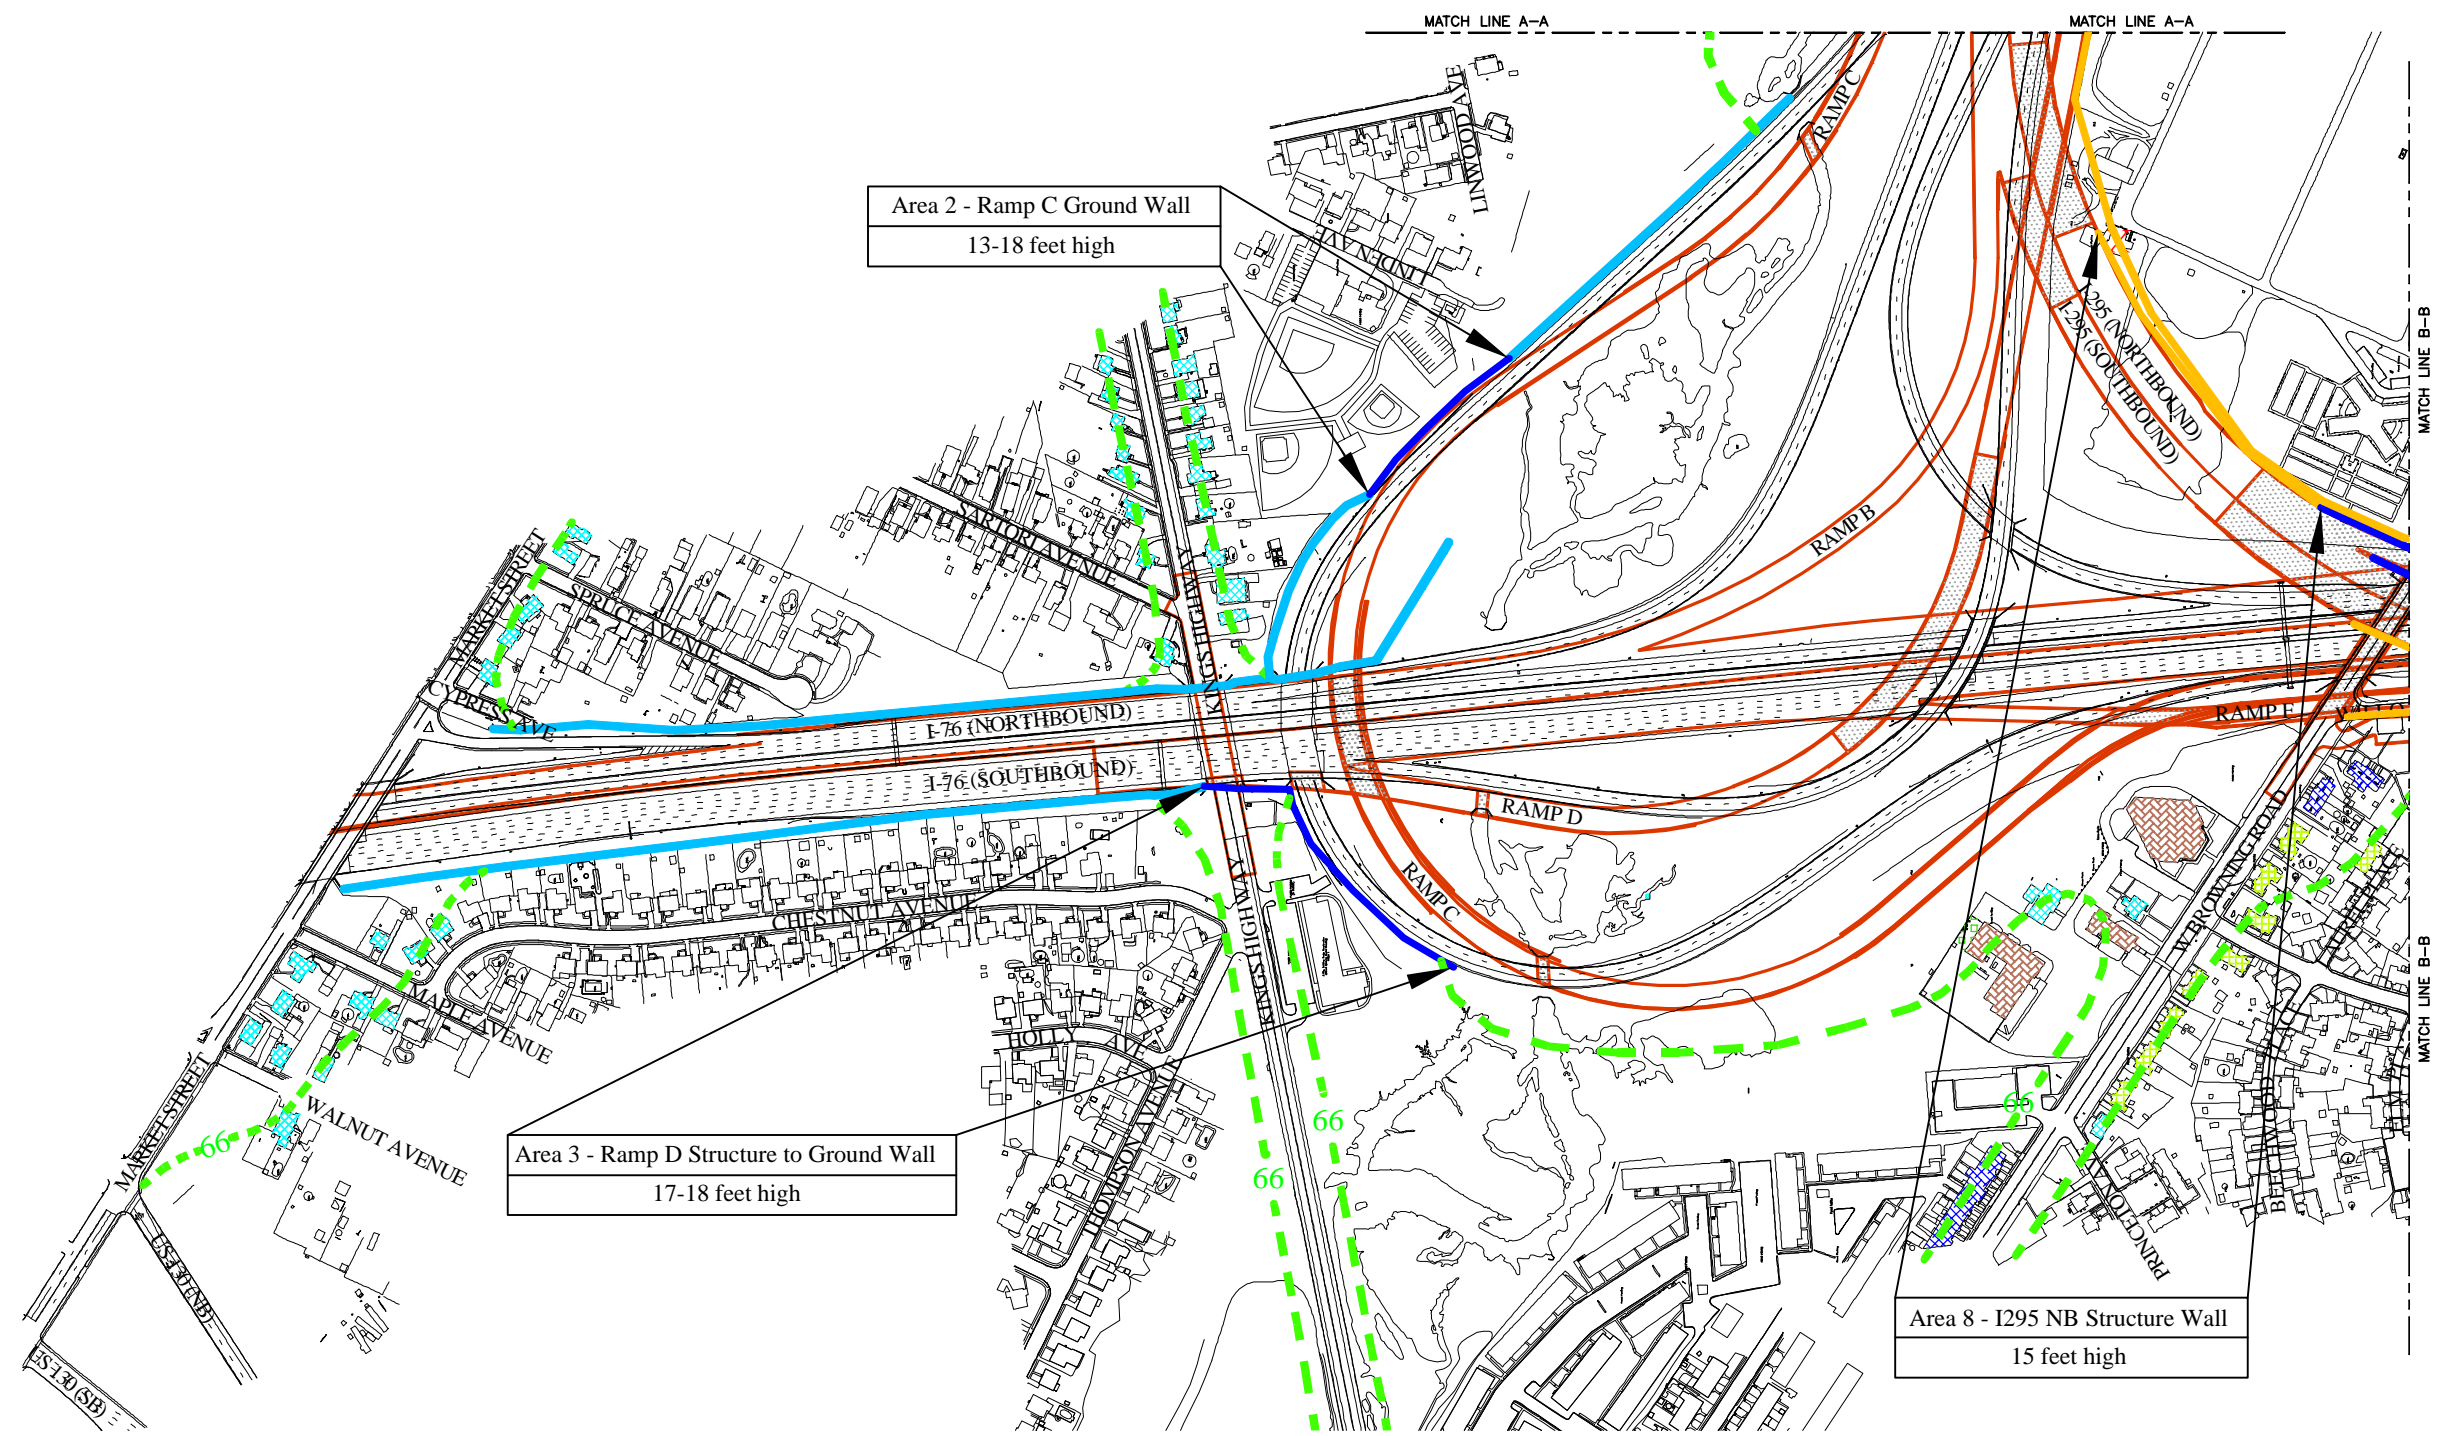 MATCH LINE A-A
MATCH LINE A-A
RAMP C
LINWOOD AVE
Area 2 - Ramp C Ground Wall
13-18 feet high
LINDEN AVE
I-295 (NORTHBOUND)
I-295 (SOUTHBOUND)
MATCH LINE B-B
SARTORI AVENUE
RAMP B
MARKET STREET
SPRUCE AVENUE
KINGS HIGHWAY
CYPRESS AVE
I-76 (NORTHBOUND)
RAMP F
I-76 (SOUTHBOUND)
RAMP D
KINGS HIGHWAY
RAMP C
W.BROWNING ROAD
CHESTNUT AVENUE
MAPLE AVENUE
HOLLY AVE
MATCH LINE B-B
BEECHWOOD PLACE
WALNUT AVENUE
MARKET STREET
66
66
66
66
THOMPSON AVENUE
Area 3 - Ramp D Structure to Ground Wall
17-18 feet high
PRINCETON AV
US-130 (NB)
Area 8 - I295 NB Structure Wall
15 feet high